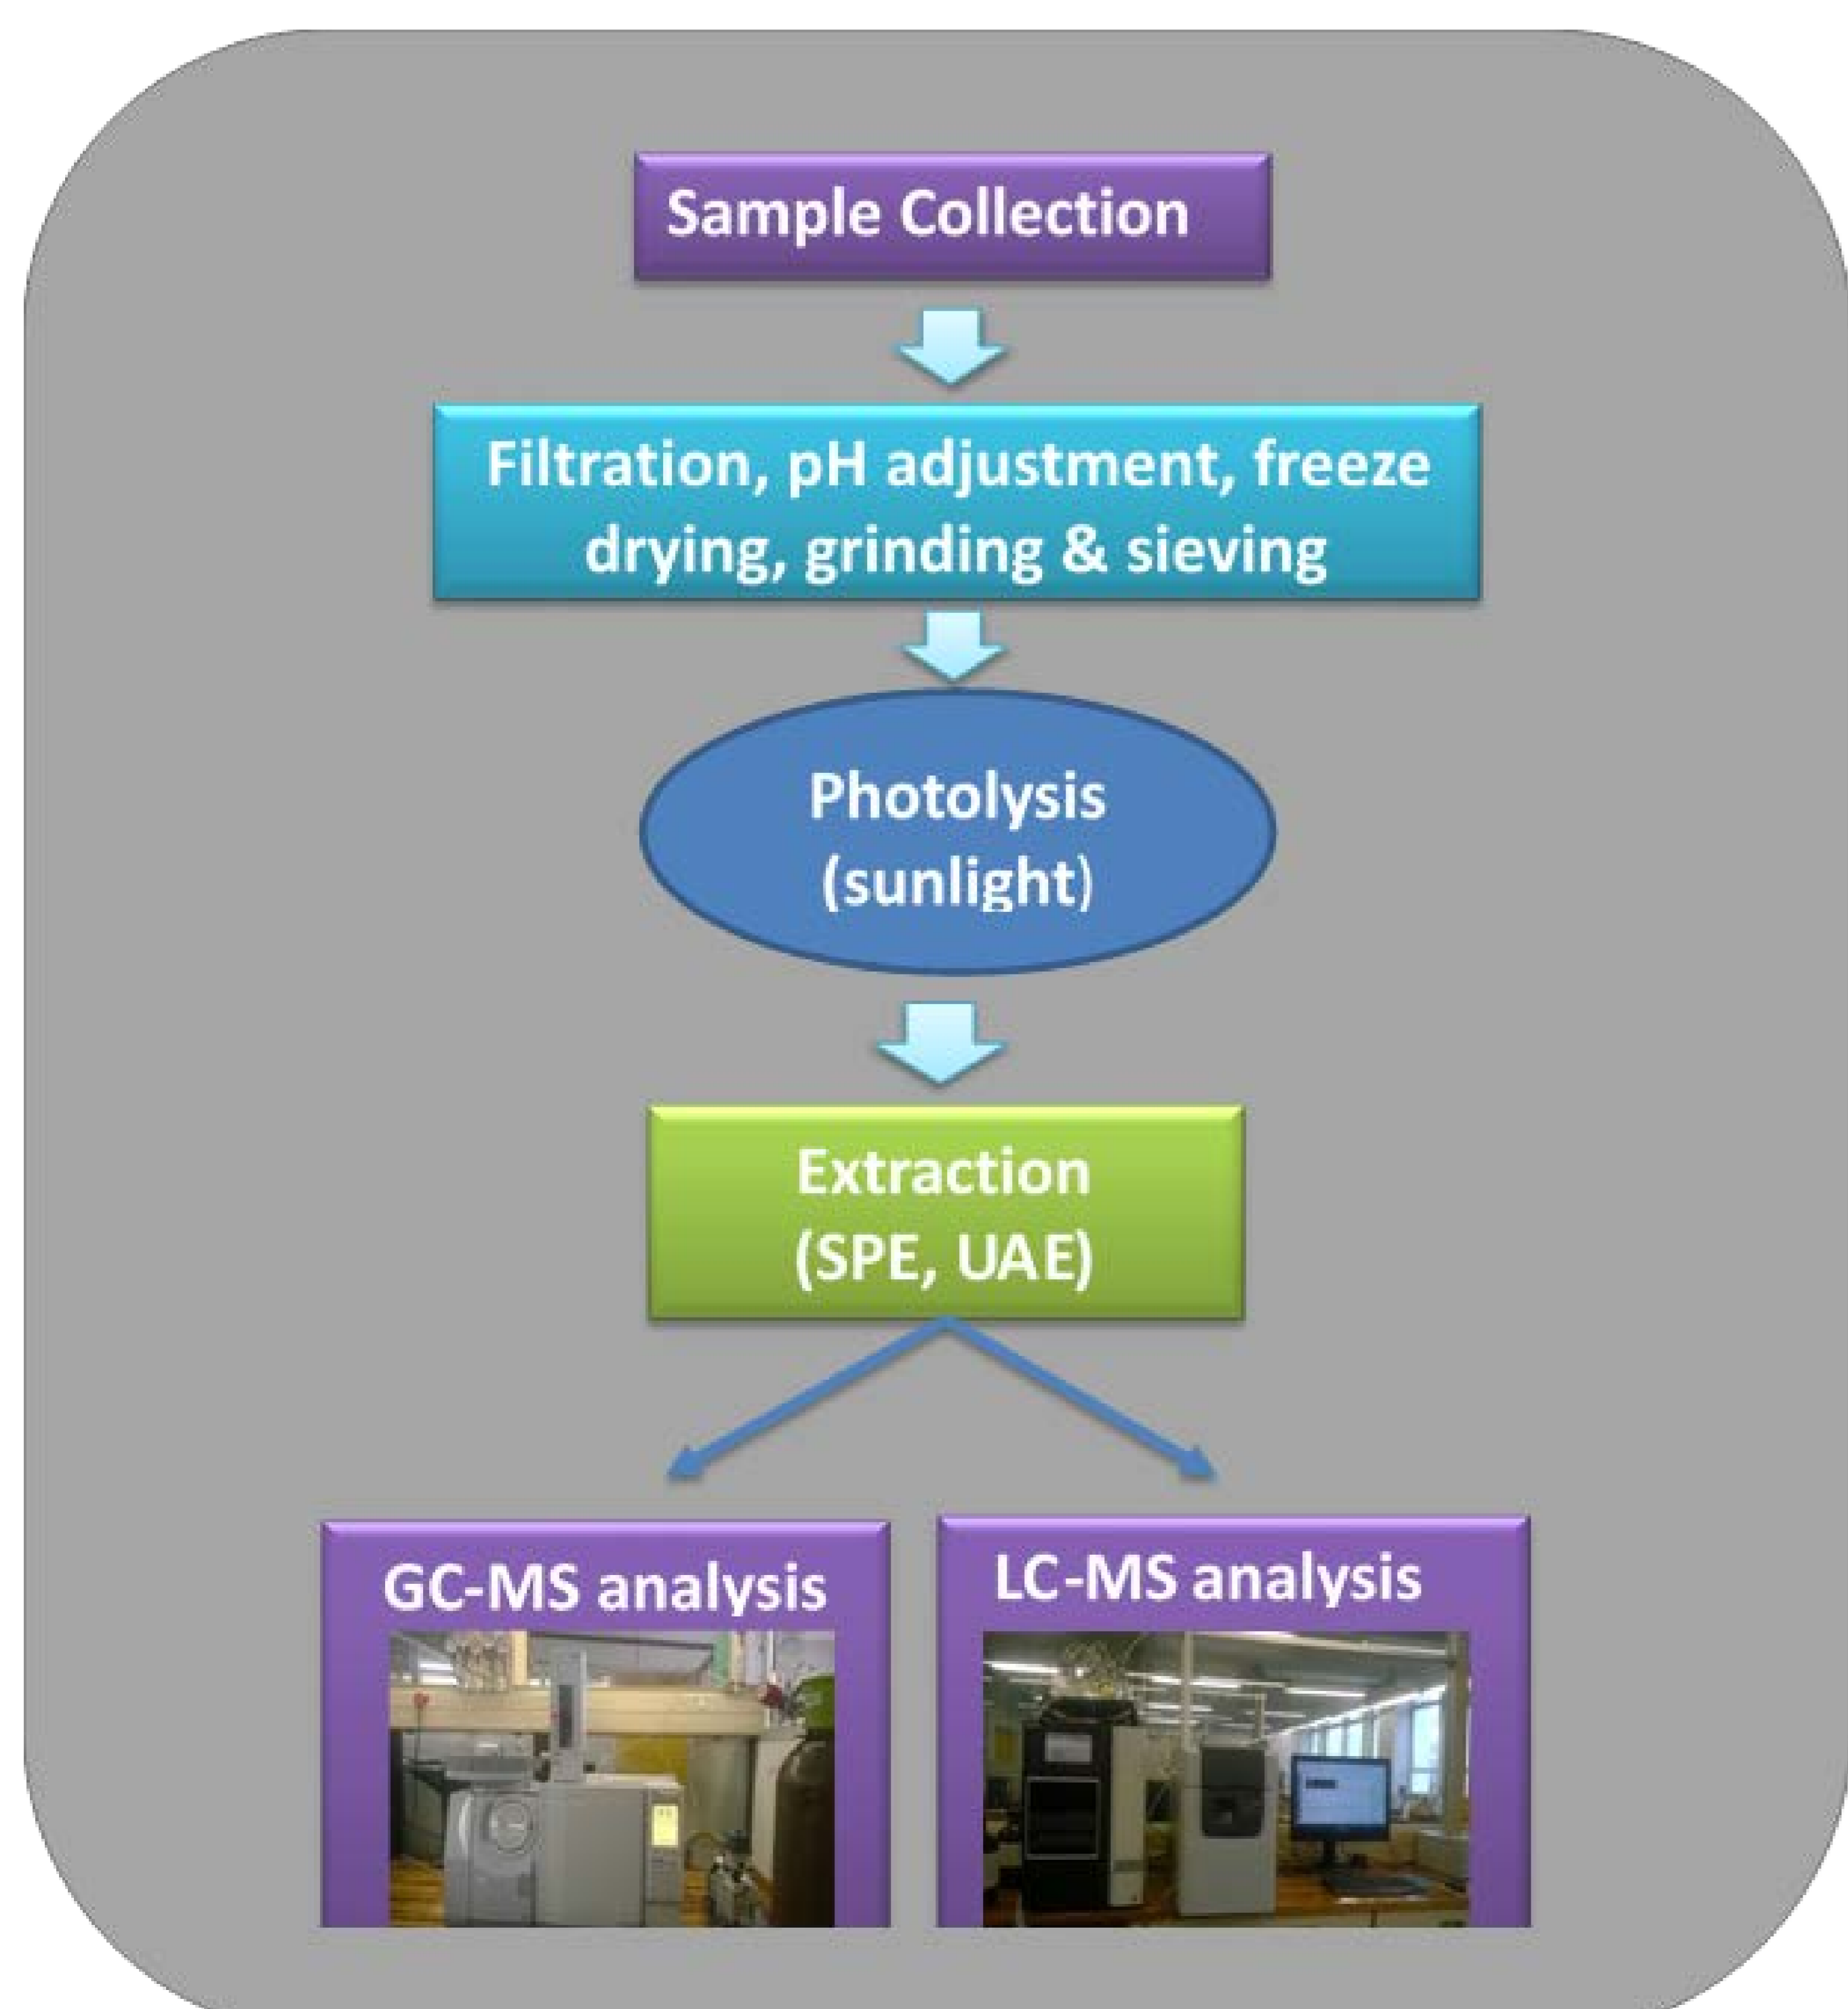 Sample Collection
Filtration, pH adjustment, freeze
drying, grinding & sieving
Photolysis
(sunlight)
Extraction
(SPE, UAE)
GC-MS analysis
LC-MS analysis